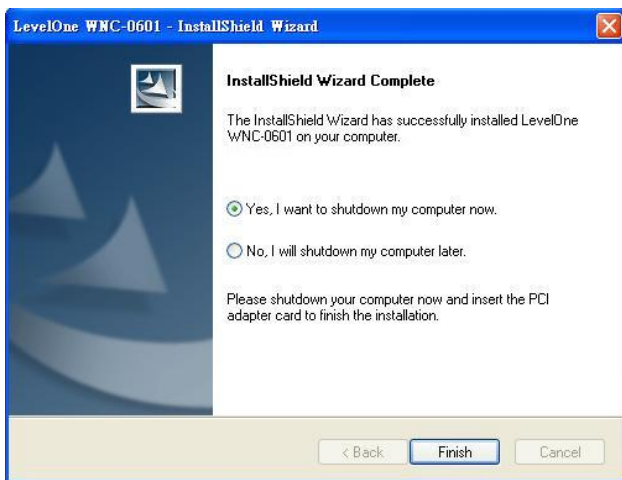 LevelOne WNC-0601 - InstallShield Wizard
InstallShield Wizard Complete
The InstallShield Wizard has successfully installed LevelOne
WNC-0601 on your computer.
Yes, I want to shutdown my computer now.
No, I will shutdown my computer later.
Please shutdown your computer now and insert the PCI
adapter card to finish the installation.
< Back Finish Cancel